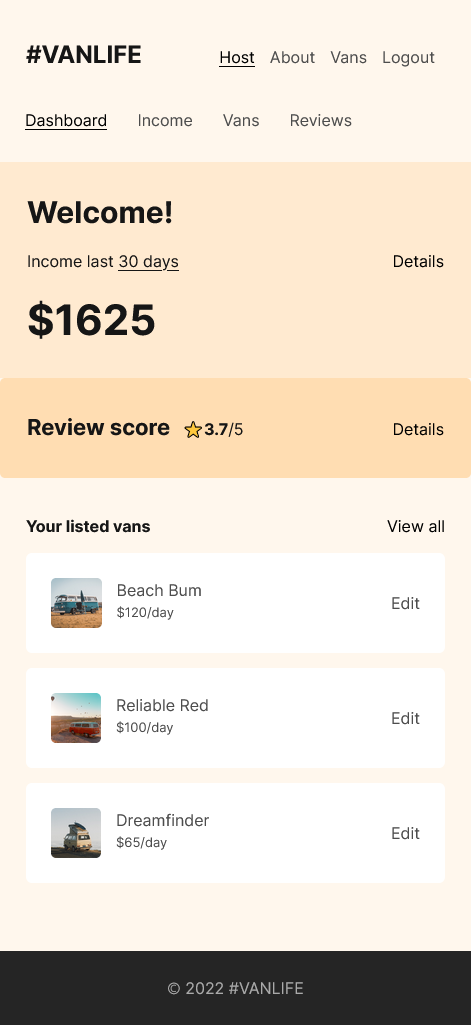 #VANLIFE Host About Vans Logout
Dashboard Income Vans Reviews
Welcome!
Income last 30 days Details
$1625
Review score 3.7/5 Details
Your listed vans View all
Beach Bum
$120/day
Edit
Reliable Red
$100/day
Edit
Dreamfinder
$65/day
Edit
© 2022 #VANLIFE